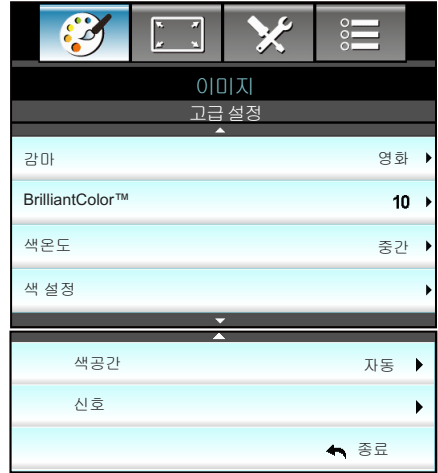 이미지
고급 설정
감마 영화
BrilliantColor™ 10
색온도 중간
색 설정
색공간 자동
신호
종료